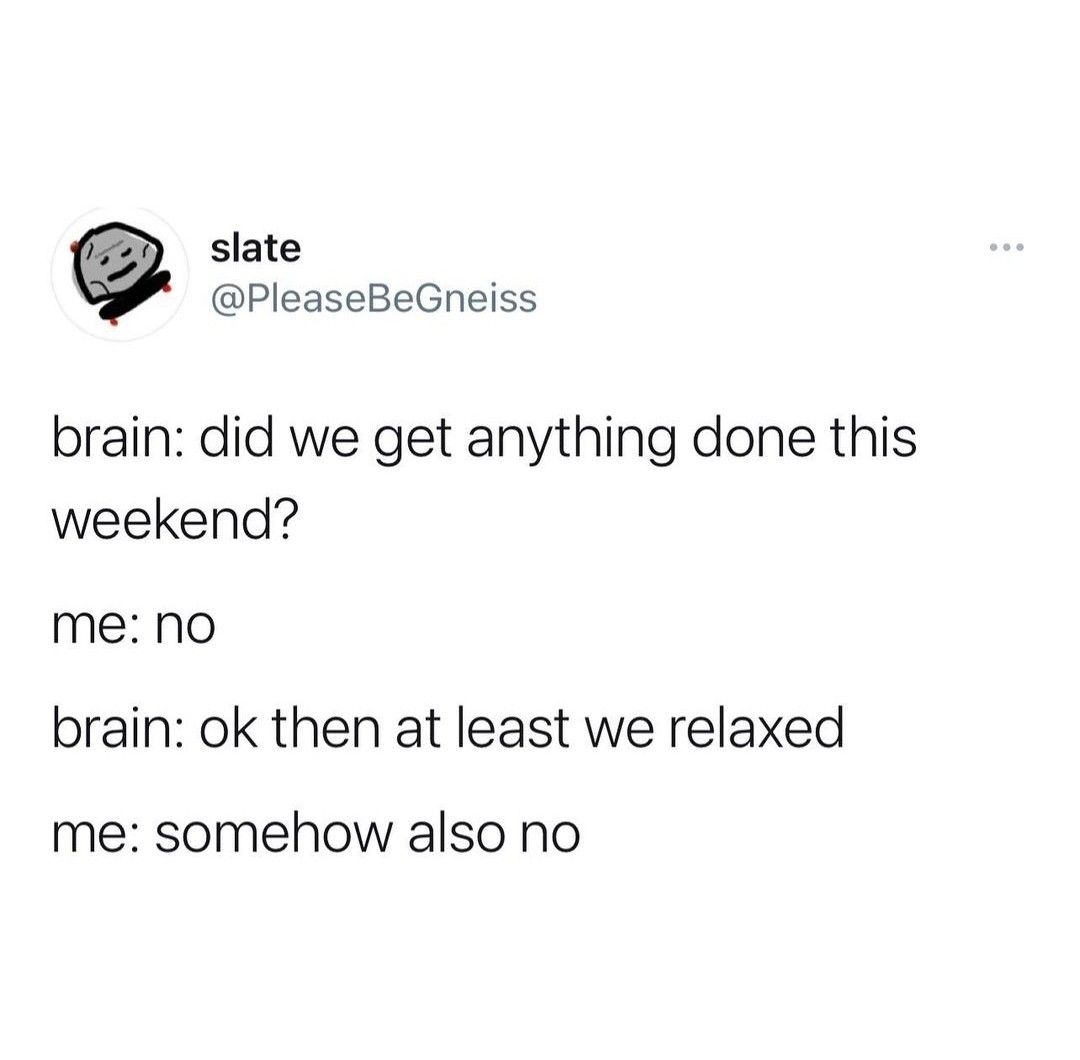 slate
@PleaseBeGneiss
brain: did we get anything done this
weekend?
me: no
brain: ok then at least we relaxed
me: somehow also no